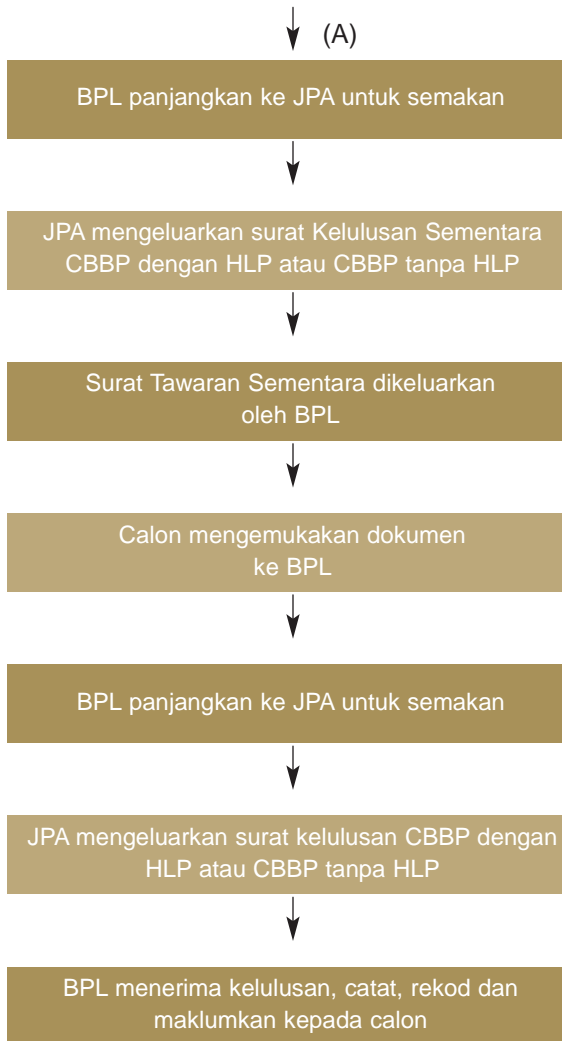 (A)
BPL panjangkan ke JPA untuk semakan
JPA mengeluarkan surat Kelulusan Sementara
CBBP dengan HLP atau CBBP tanpa HLP
Surat Tawaran Sementara dikeluarkan
oleh BPL
Calon mengemukakan dokumen
ke BPL
BPL panjangkan ke JPA untuk semakan
JPA mengeluarkan surat kelulusan CBBP dengan
HLP atau CBBP tanpa HLP
BPL menerima kelulusan, catat, rekod dan
maklumkan kepada calon